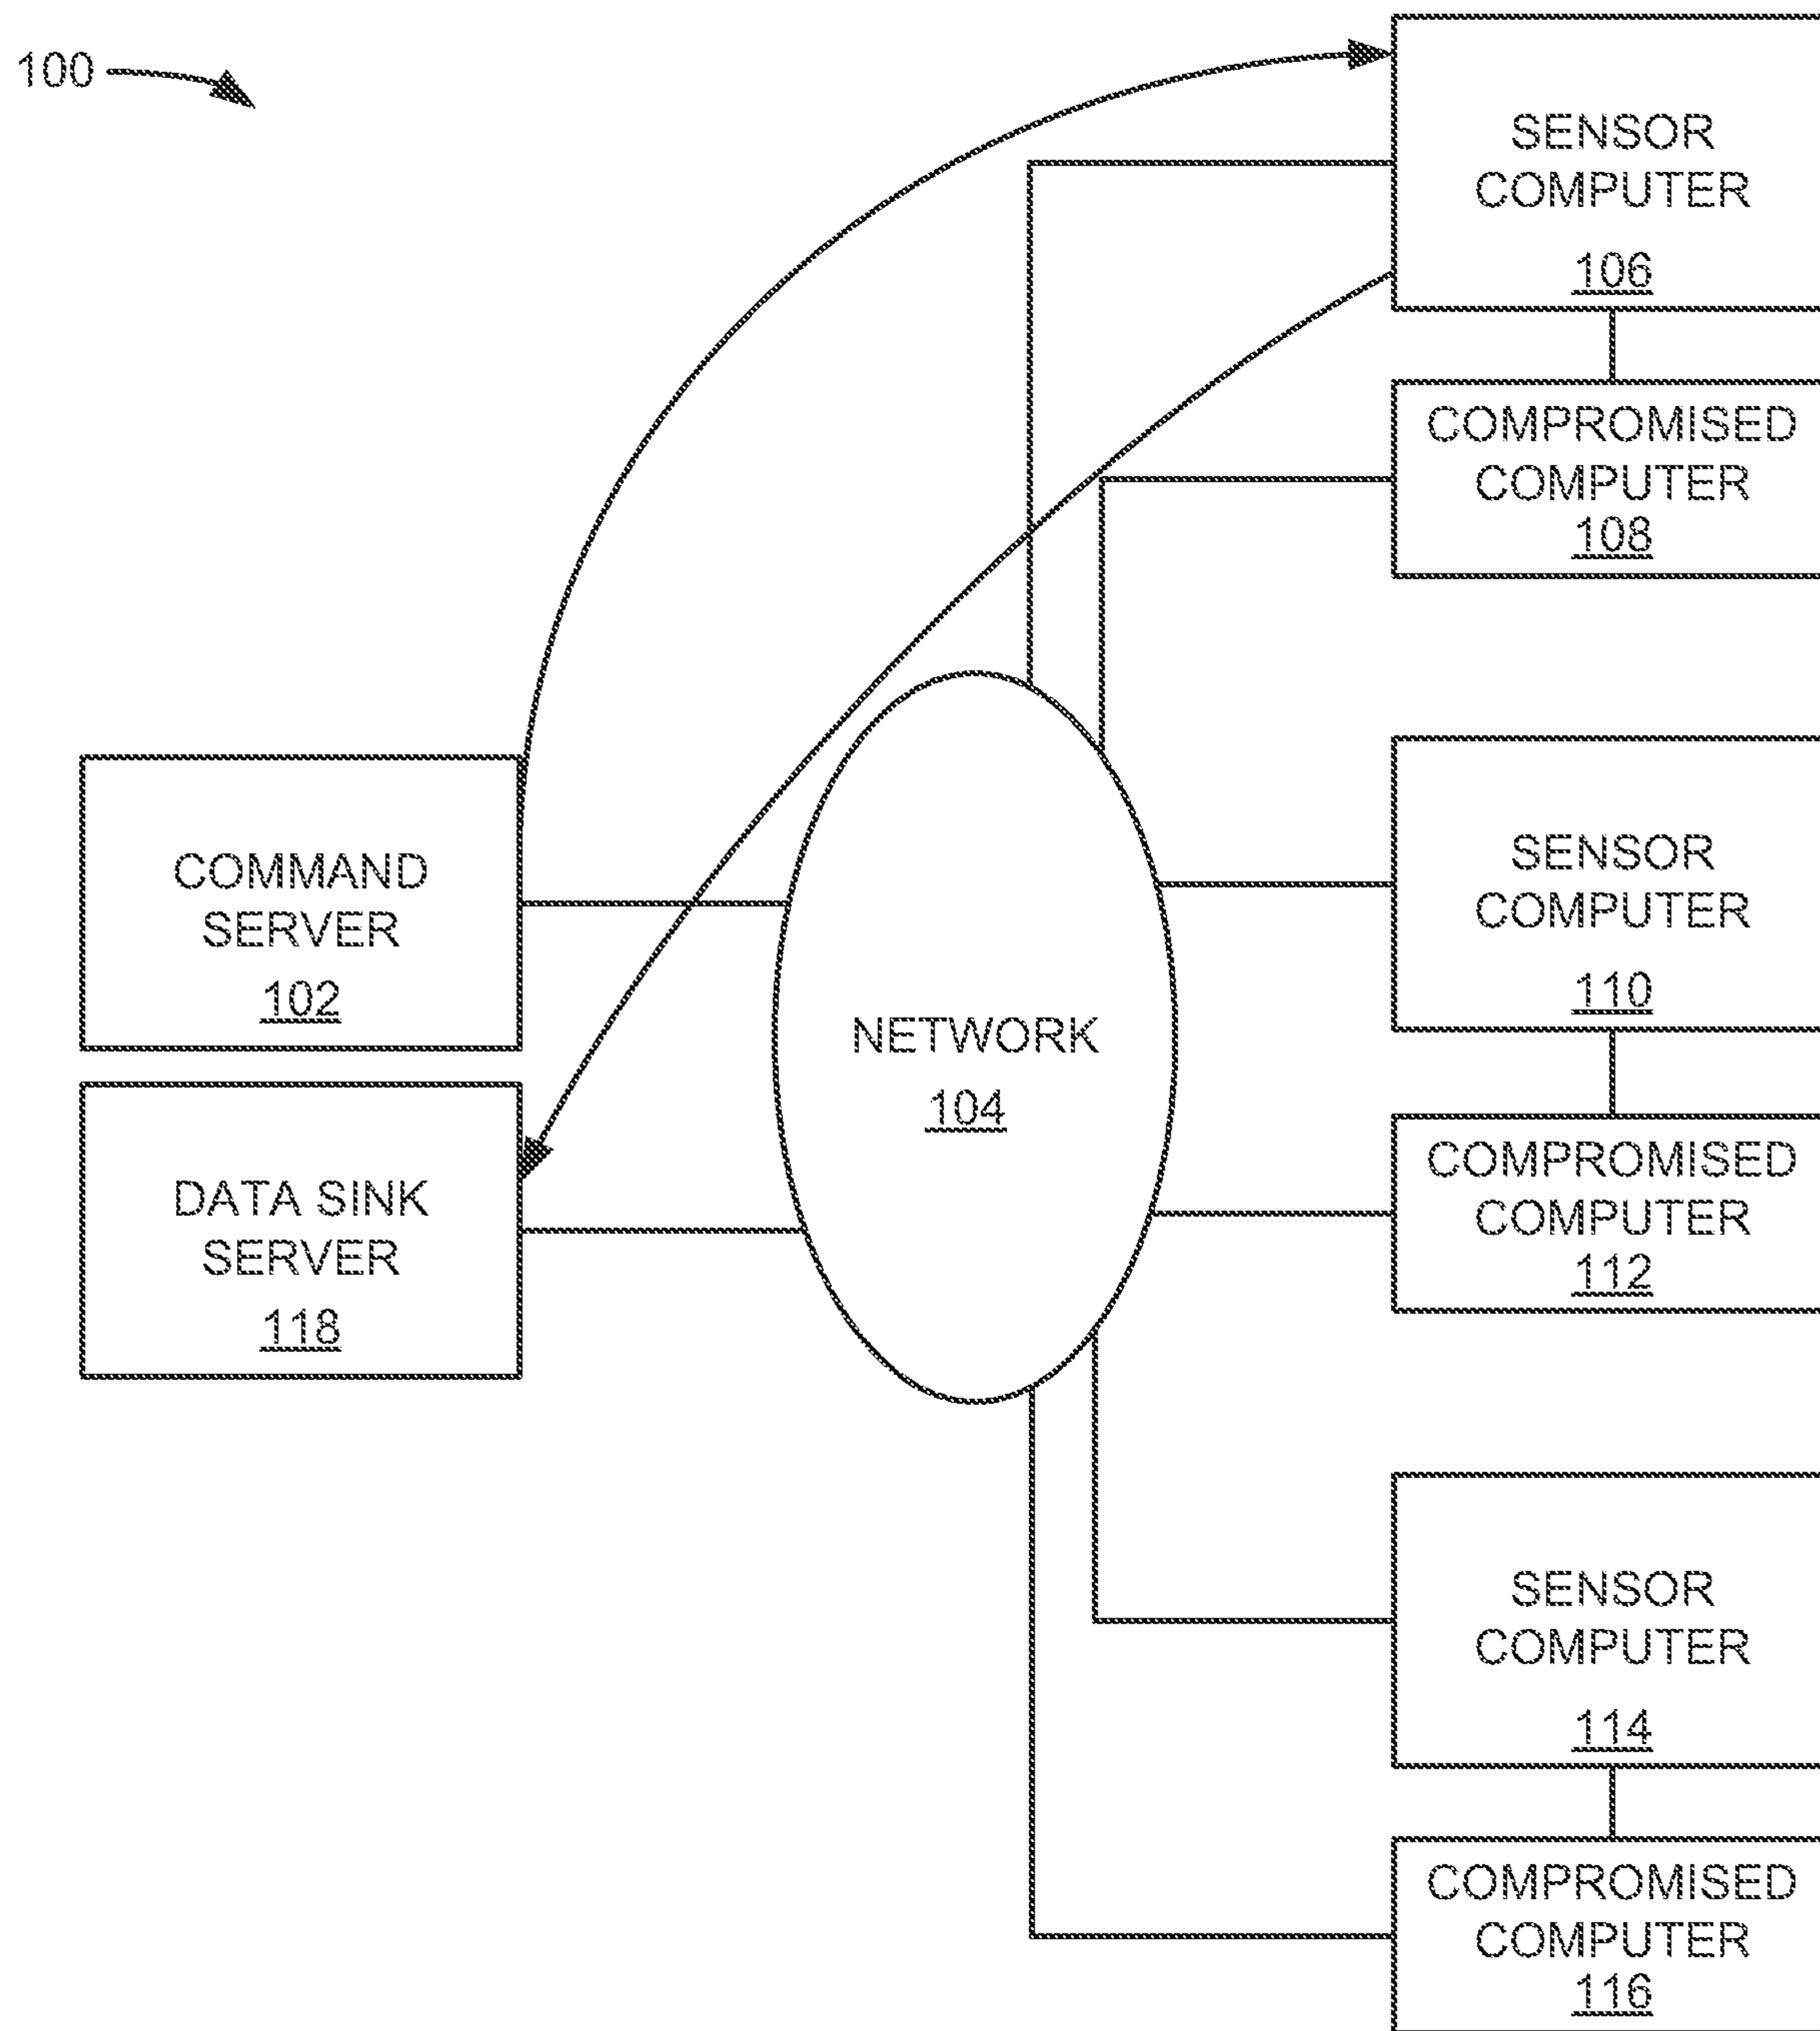 100
SENSOR
COMPUTER
106
COMPROMISED
COMPUTER
108
COMMAND
SERVER
102
NETWORK
104
SENSOR
COMPUTER
110
DATA SINK
SERVER
118
COMPROMISED
COMPUTER
112
SENSOR
COMPUTER
114
COMPROMISED
COMPUTER
116